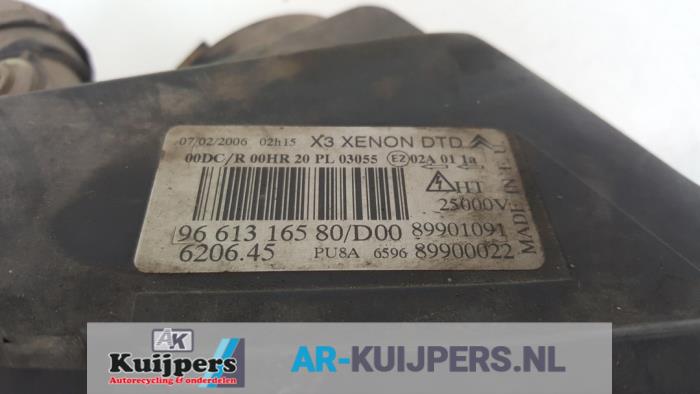 07/02/2006 02h15 X3 XENON DTD
00DC/R 00HR 20 PL 03055 E2 02A 01 1a
HT
25000V
MADE IN E.U.
96 613 165 80/D00 89901091
6206.45 PU8A 6596 89900022
AK
Kuijpers
Autorecycling & onderdelen
AR-KUIJPERS.NL